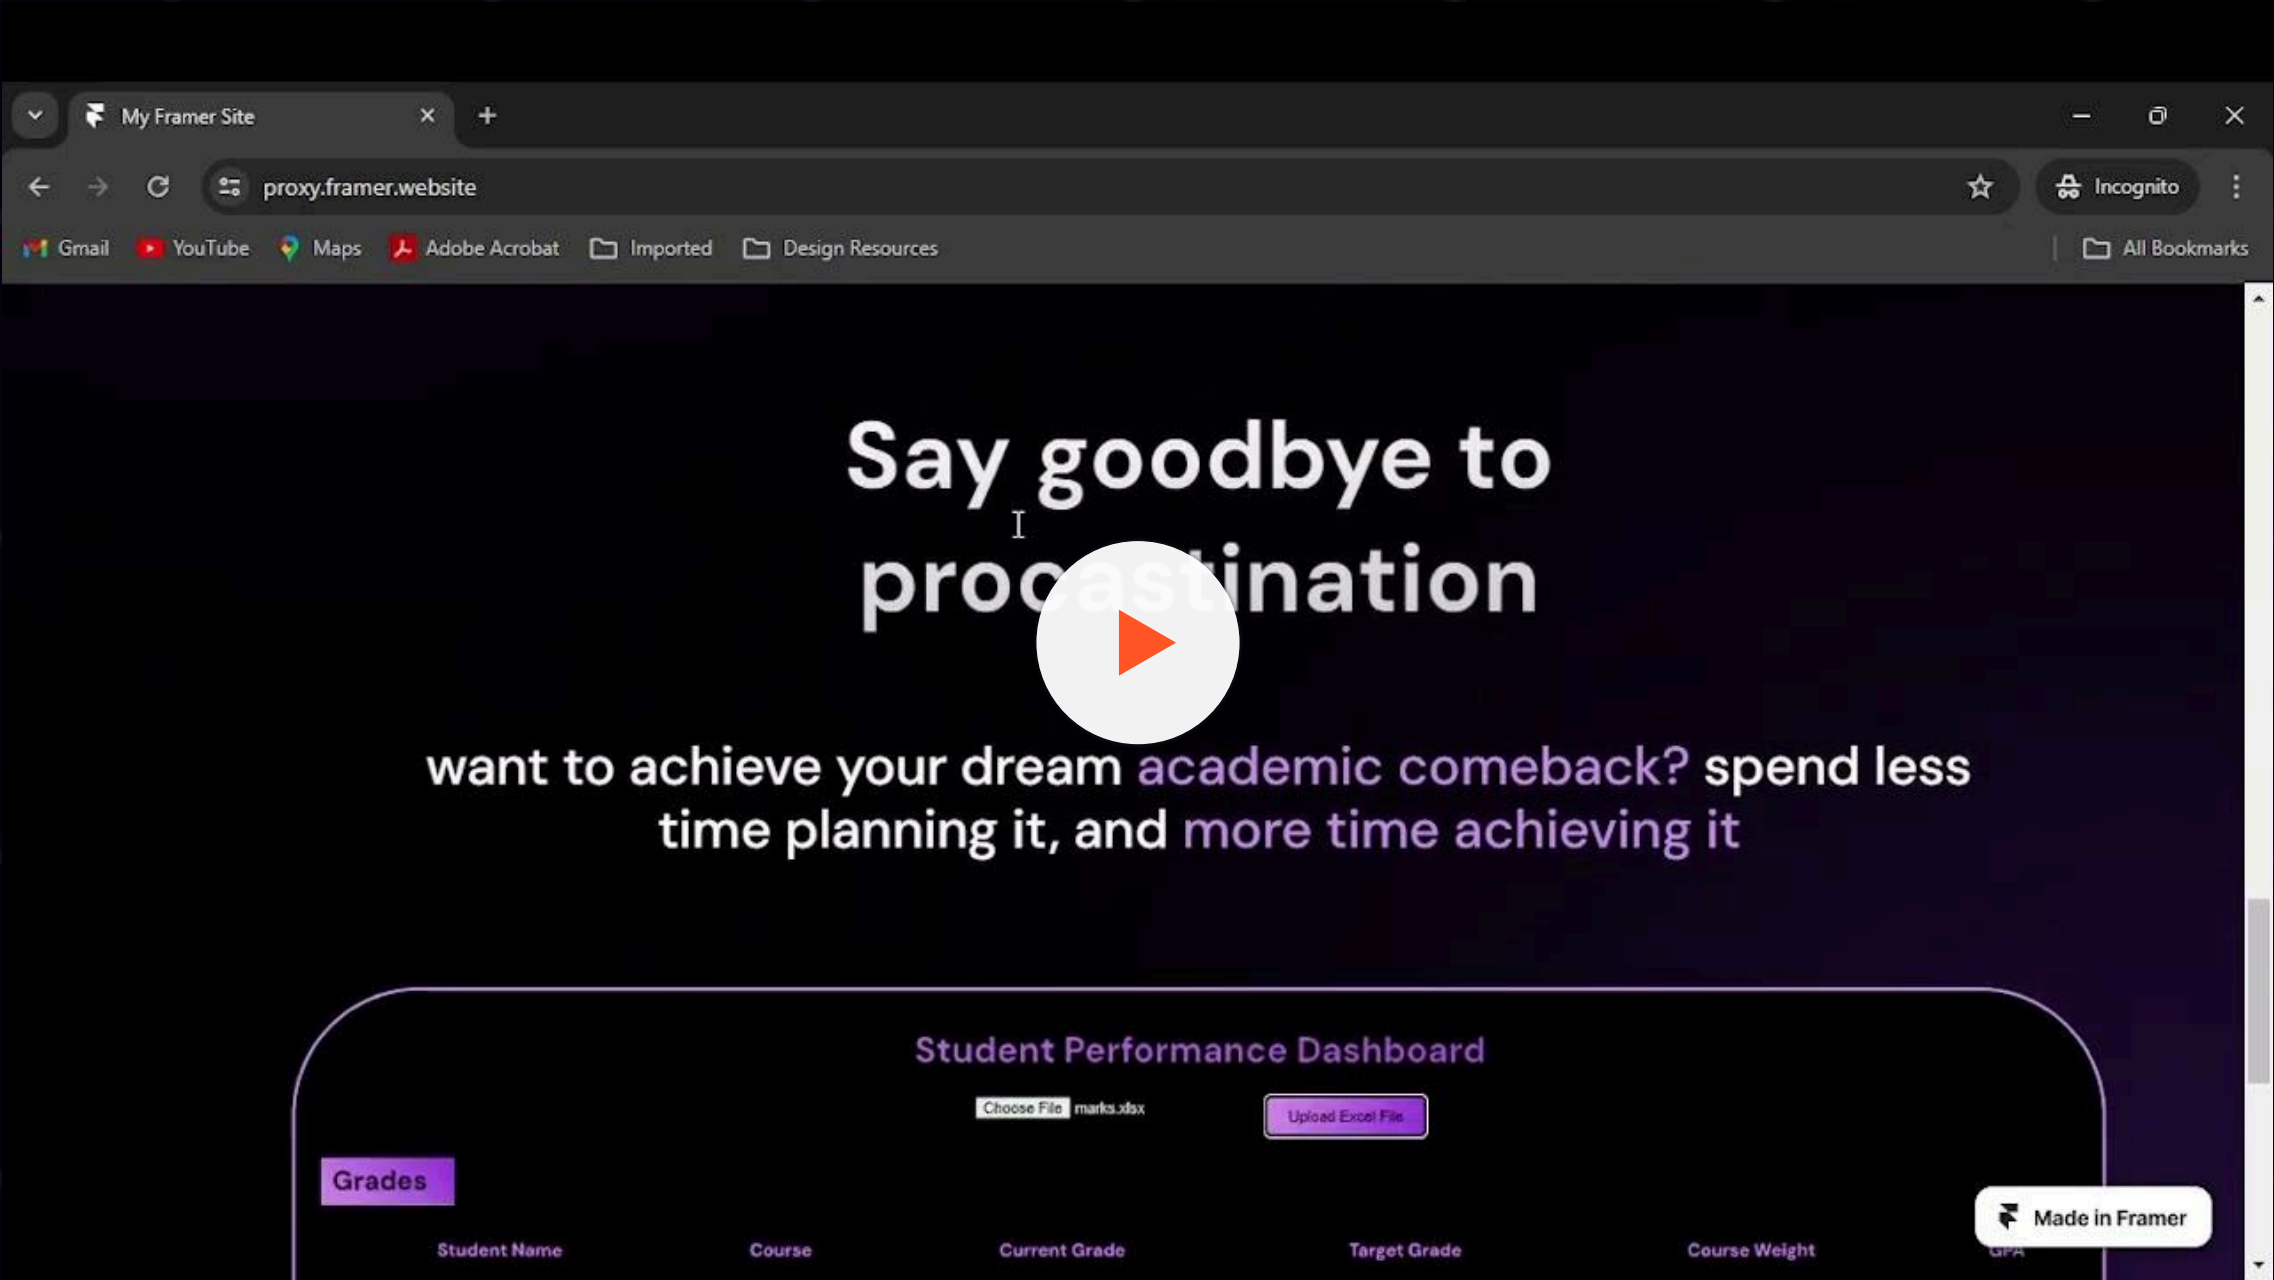 My Framer Site
proxy.framer.website
Incognito
Gmail YouTube Maps Adobe Acrobat Imported Design Resources All Bookmarks
Say goodbye to
procastination
want to achieve your dream academic comeback? spend less
time planning it, and more time achieving it
Student Performance Dashboard
Choose File marks.xlsx Upload Excel File
Grades
Made in Framer
Student Name Course Current Grade Target Grade Course Weight GPA